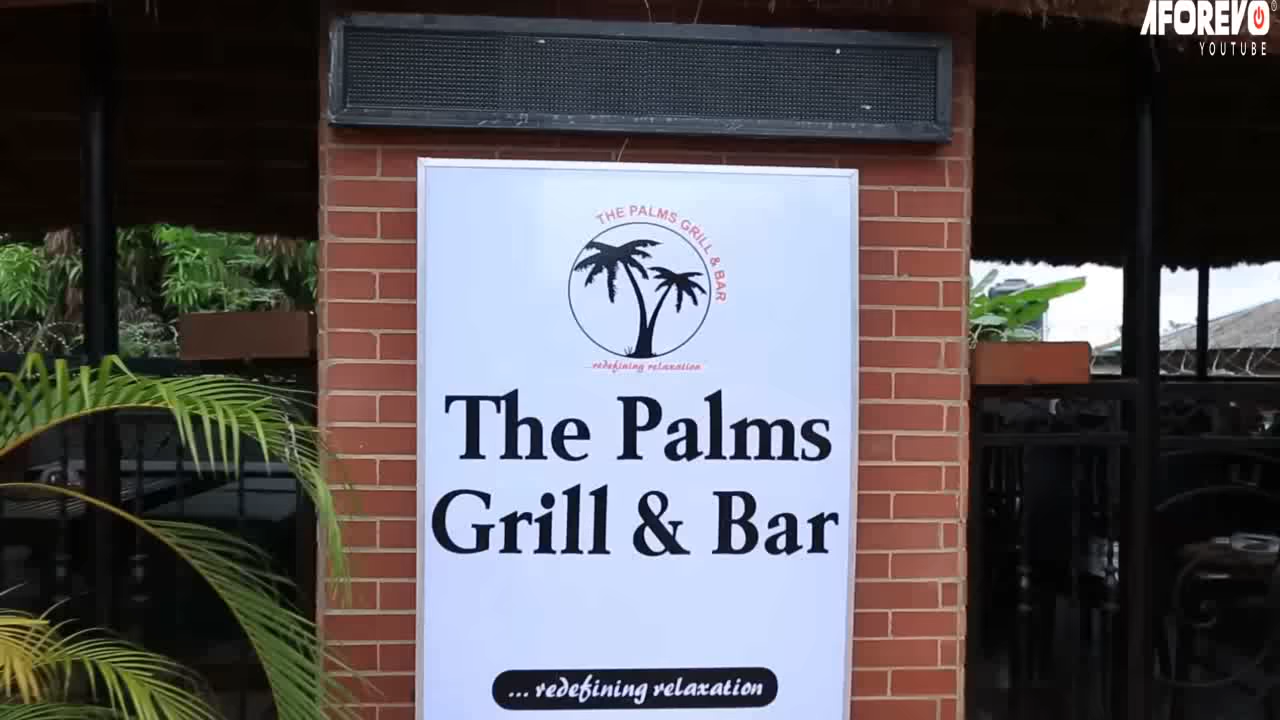 AFOREVO
YOUTUBE
THE PALMS GRILL & BAR
...redefining relaxation
The Palms
Grill & Bar
... redefining relaxation